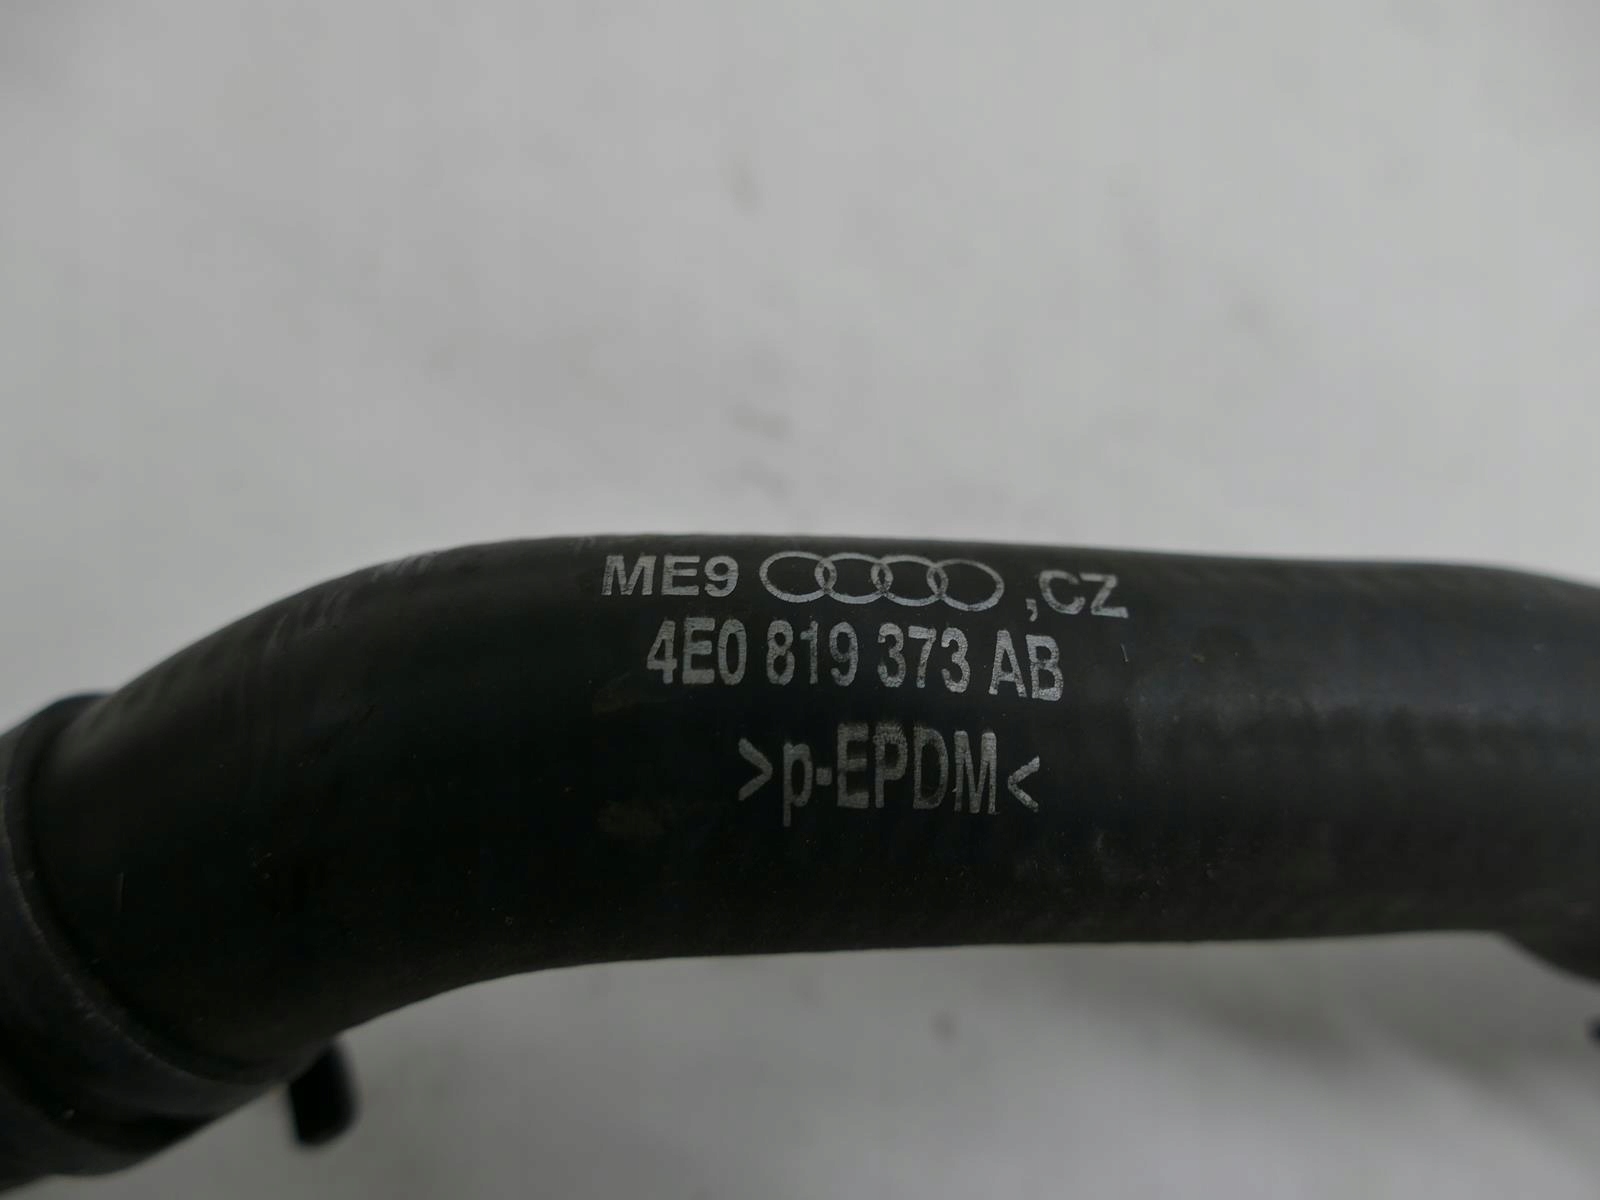 ME9 ,CZ
4E0 819 373 AB
>p-EPDM<